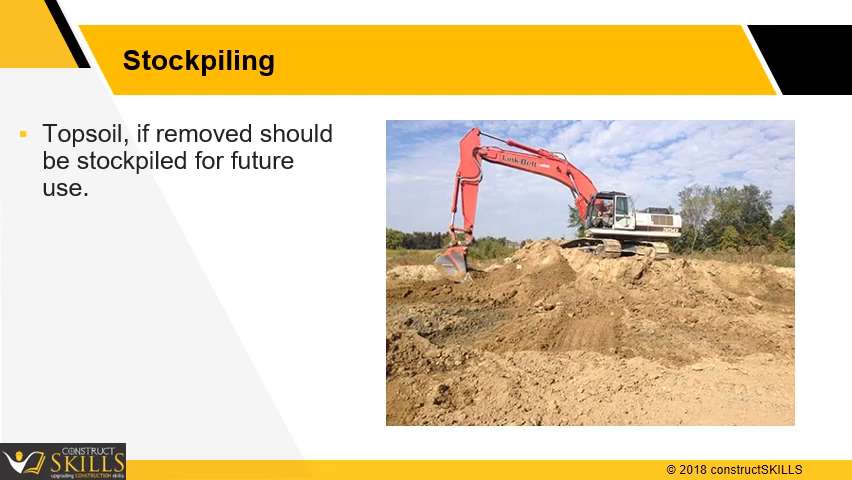 Stockpiling
Topsoil, if removed should
be stockpiled for future
use.
Link-Belt
CONSTRUCT
SKILLS
upgrading CONSTRUCTION skills
© 2018 constructSKILLS